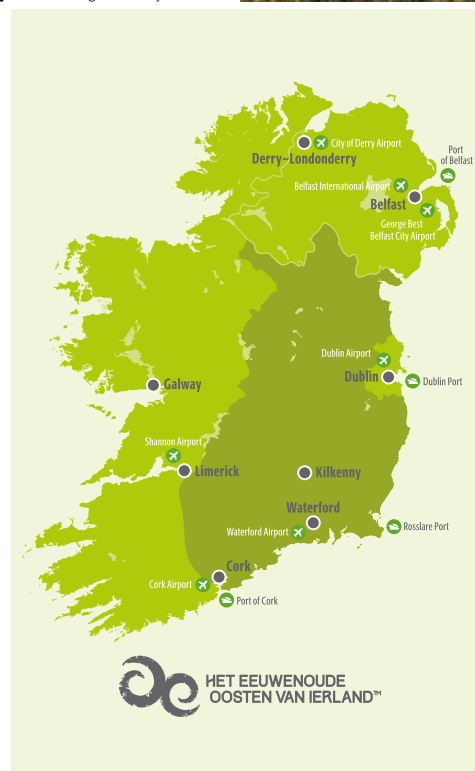 City of Derry Airport
Derry~Londonderry
Port
of Belfast
Belfast International Airport
Belfast
George Best
Belfast City Airport
Dublin Airport
Dublin
Dublin Port
Galway
Shannon Airport
Limerick
Kilkenny
Waterford
Waterford Airport
Rosslare Port
Cork
Cork Airport
Port of Cork
HET EEUWENOUDE
OOSTEN VAN IERLAND™